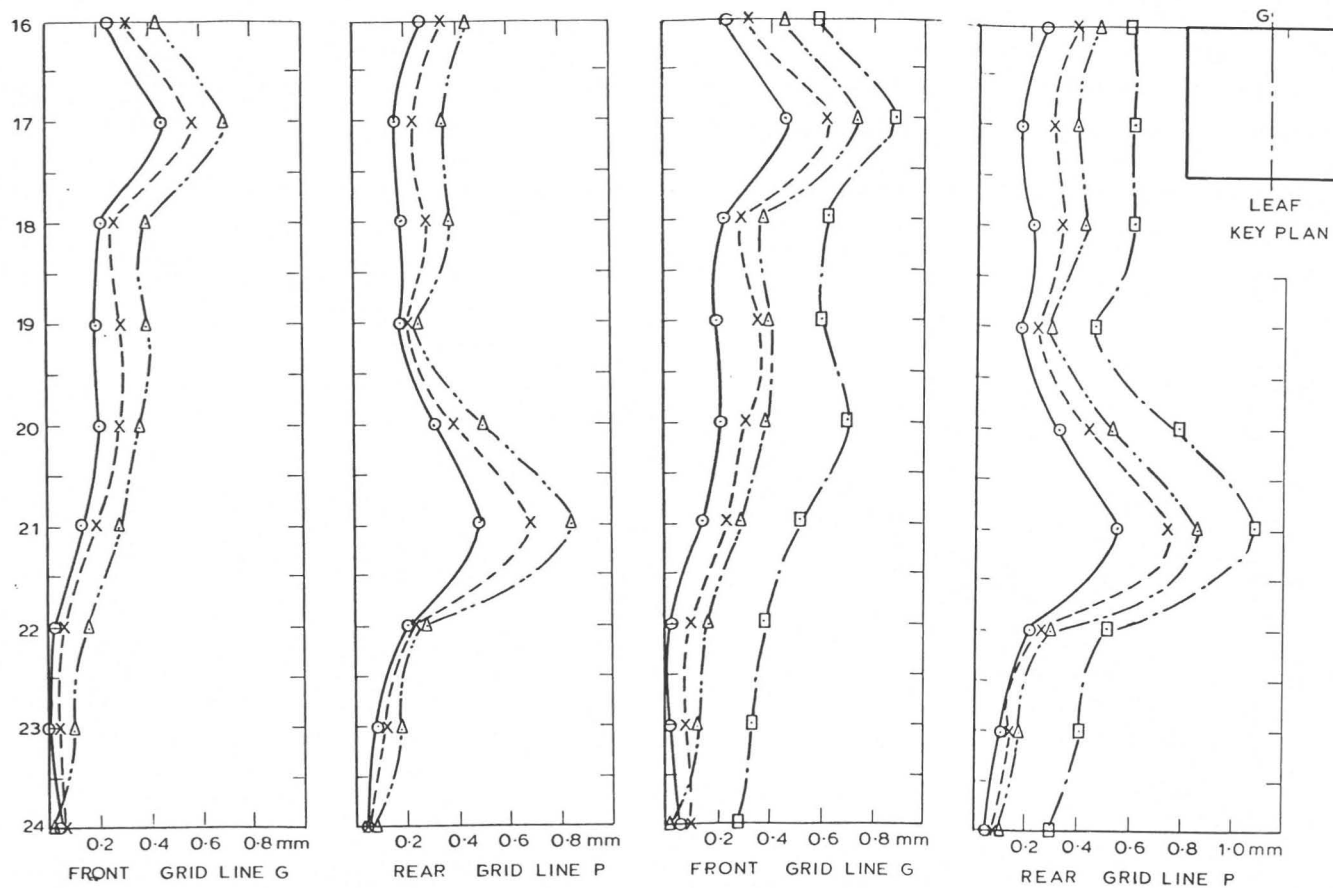 16
17
18
19
20
21
22
23
24
0·2 0·4 0·6 0·8 mm
FRONT GRID LINE G
0·2 0·4 0·6 0·8 mm
REAR GRID LINE P
0·2 0·4 0·6 0·8 mm
FRONT GRID LINE G
G
LEAF
KEY PLAN
0·2 0·4 0·6 0·8 1·0mm
REAR GRID LINE P